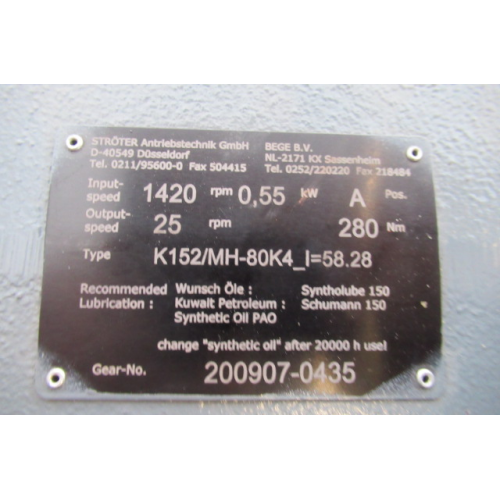 STRÖTER Antriebstechnik GmbH BEGE B.V.
D-40549 Düsseldorf NL-2171 KX Sassenheim
Tel. 0211/95600-0 Fax 504415 Tel. 0252/220220 Fax 218484
Input-speed 1420 rpm 0,55 kW A Pos.
Output-speed 25 rpm 280 Nm
Type K152/MH-80K4_I=58.28
Recommended Wunsch Öle : Syntholube 150
Lubrication : Kuwait Petroleum : Schumann 150
Synthetic Oil PAO
change "synthetic oil" after 20000 h use!
Gear-No. 200907-0435